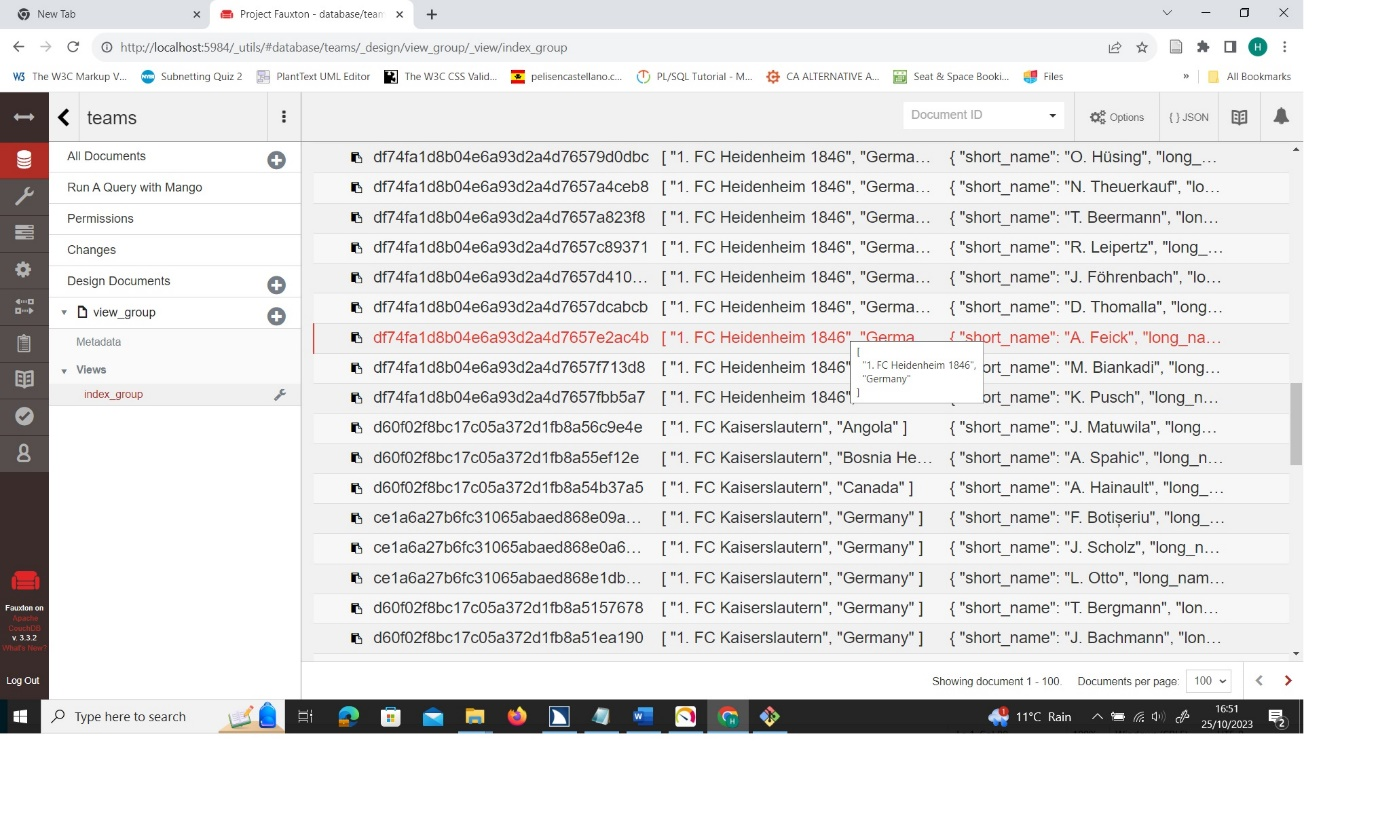 New Tab
Project Fauxton - database/team
http://localhost:5984/_utils/#database/teams/_design/view_group/_view/index_group
H
W3 The W3C Markup V...
Subnetting Quiz 2
PlantText UML Editor
The W3C CSS Valid...
pelisencastellano.c...
PL/SQL Tutorial - M...
CA ALTERNATIVE A...
Seat & Space Booki...
Files
»
All Bookmarks
teams
Document ID
Options
{ } JSON
All Documents
Run A Query with Mango
Permissions
Changes
Design Documents
view_group
Metadata
Views
index_group
df74fa1d8b04e6a93d2a4d76579d0dbc [ "1. FC Heidenheim 1846", "Germa... { "short_name": "O. Hüsing", "long_...
df74fa1d8b04e6a93d2a4d7657a4ceb8 [ "1. FC Heidenheim 1846", "Germa... { "short_name": "N. Theuerkauf", "lo...
df74fa1d8b04e6a93d2a4d7657a823f8 [ "1. FC Heidenheim 1846", "Germa... { "short_name": "T. Beermann", "lon...
df74fa1d8b04e6a93d2a4d7657c89371 [ "1. FC Heidenheim 1846", "Germa... { "short_name": "R. Leipertz", "long_...
df74fa1d8b04e6a93d2a4d7657d410... [ "1. FC Heidenheim 1846", "Germa... { "short_name": "J. Föhrenbach", "lo...
df74fa1d8b04e6a93d2a4d7657dcabcb [ "1. FC Heidenheim 1846", "Germa... { "short_name": "D. Thomalla", "long...
df74fa1d8b04e6a93d2a4d7657e2ac4b [ "1. FC Heidenheim 1846", "Germa... { "short_name": "A. Feick", "long_na...
[
"1. FC Heidenheim 1846",
"Germany"
]
df74fa1d8b04e6a93d2a4d7657f713d8 [ "1. FC Heidenheim 1846" ort_name": "M. Biankadi", "long...
df74fa1d8b04e6a93d2a4d7657fbb5a7 [ "1. FC Heidenheim 1846", { "short_name": "K. Pusch", "long_n...
d60f02f8bc17c05a372d1fb8a56c9e4e [ "1. FC Kaiserslautern", "Angola" ] { "short_name": "J. Matuwila", "long...
d60f02f8bc17c05a372d1fb8a55ef12e [ "1. FC Kaiserslautern", "Bosnia He... { "short_name": "A. Spahic", "long_n...
d60f02f8bc17c05a372d1fb8a54b37a5 [ "1. FC Kaiserslautern", "Canada" ] { "short_name": "A. Hainault", "long_...
ce1a6a27b6fc31065abaed868e09a... [ "1. FC Kaiserslautern", "Germany" ] { "short_name": "F. Botișeriu", "long_...
ce1a6a27b6fc31065abaed868e0a6... [ "1. FC Kaiserslautern", "Germany" ] { "short_name": "J. Scholz", "long_n...
ce1a6a27b6fc31065abaed868e1db... [ "1. FC Kaiserslautern", "Germany" ] { "short_name": "L. Otto", "long_nam...
d60f02f8bc17c05a372d1fb8a5157678 [ "1. FC Kaiserslautern", "Germany" ] { "short_name": "T. Bergmann", "lon...
d60f02f8bc17c05a372d1fb8a51ea190 [ "1. FC Kaiserslautern", "Germany" ] { "short_name": "J. Bachmann", "lon...
Fauxton on
Apache
CouchDB
v. 3.3.2
What's New?
Log Out
Showing document 1 - 100. Documents per page: 100
Type here to search
11°C Rain
16:51
25/10/2023
2